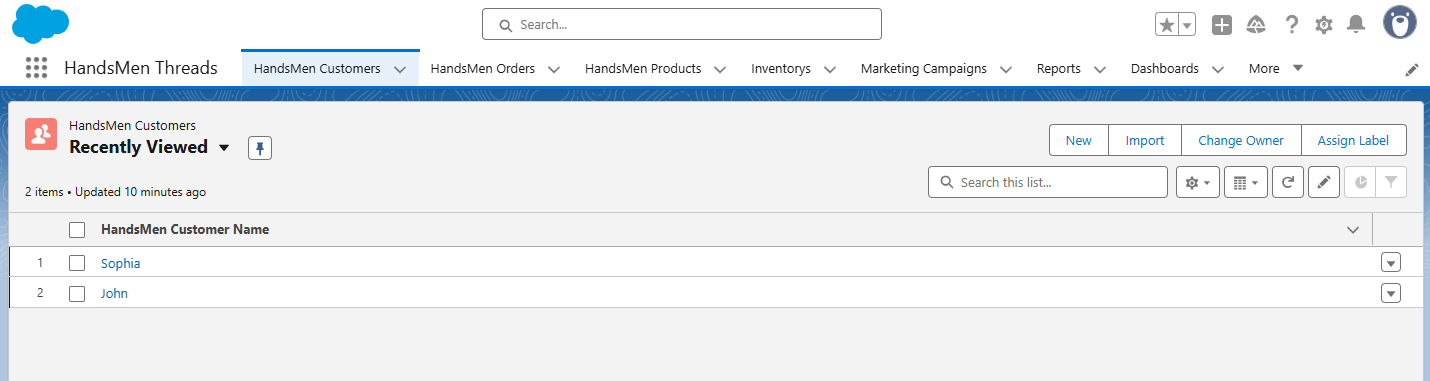 Search...
HandsMen Threads HandsMen Customers HandsMen Orders HandsMen Products Inventorys Marketing Campaigns Reports Dashboards More
HandsMen Customers
Recently Viewed
New Import Change Owner Assign Label
2 items • Updated 10 minutes ago
Search this list...
HandsMen Customer Name
1 Sophia
2 John